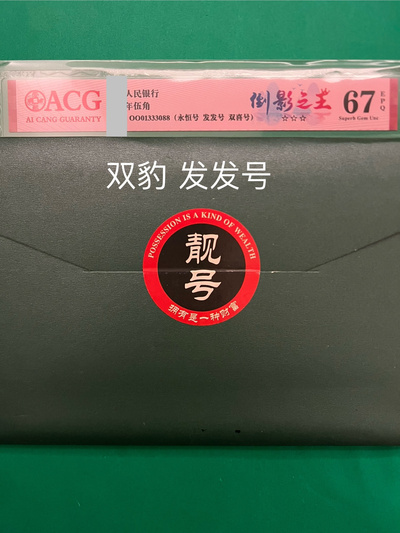 ACG
AI CANG GUARANTY
人民银行
年伍角
OO01333088（永恒号 发发号 双喜号）
倒影之王
☆☆☆
67
EPQ
Superb Gem Unc
双豹 发发号
POSSESSION IS A KIND OF WEALTH
靓号
拥有是一种财富